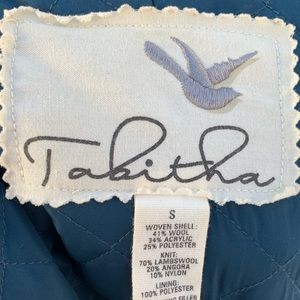 Tabitha
S
WOVEN SHELL:
41% WOOL
34% ACRYLIC
25% POLYESTER
KNIT:
70% LAMBSWOOL
20% ANGORA
10% NYLON
LINING:
100% POLYESTER
FILLER